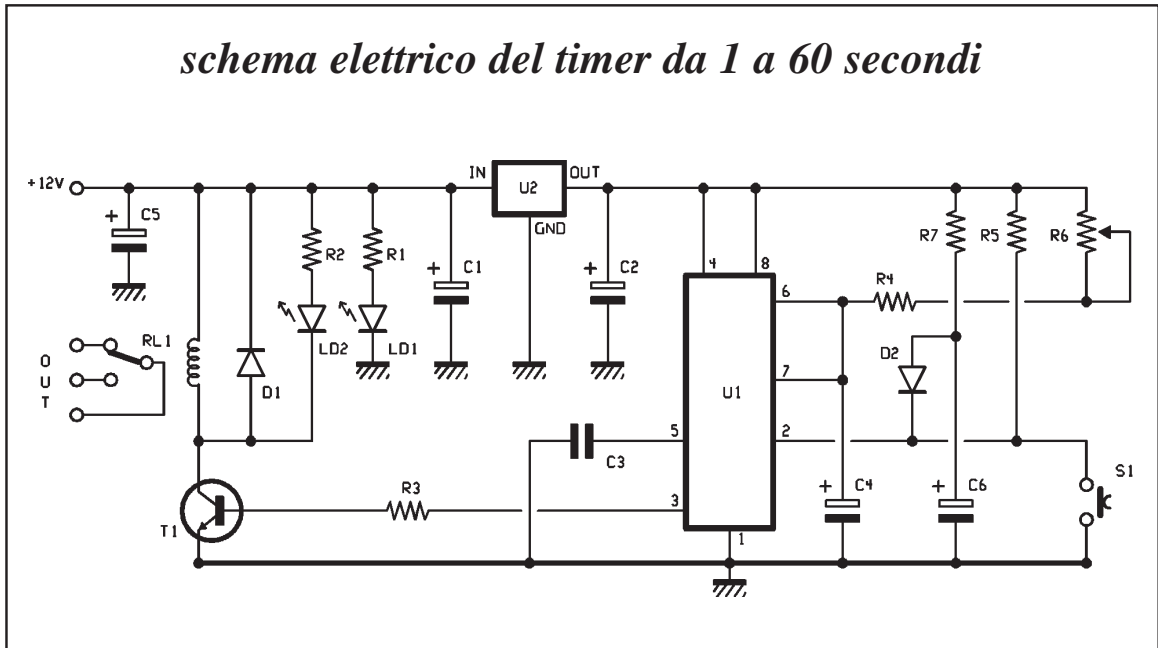 schema elettrico del timer da 1 a 60 secondi
+12V
IN U2 OUT
GND
+ C5
R2 R1
+ C1
+ C2
4 8
R7 R5 R6
6 R4
RL1
O
U
T
D1
LD2 LD1
D2
7
U1
5 2
C3
R3
3
+ C4
+ C6
S1
T1
1